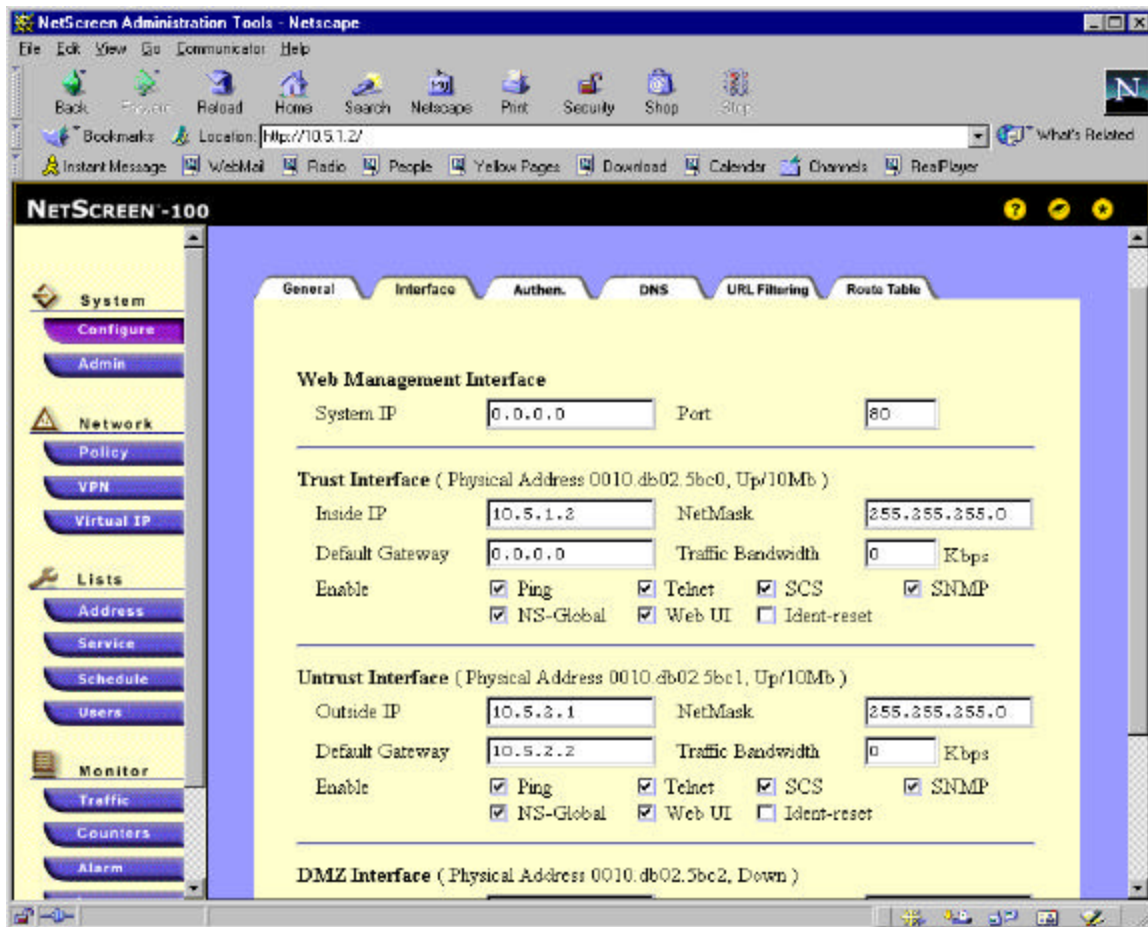 NetScreen Administration Tools - Netscape
File Edit View Go Communicator Help
Back Forward Reload Home Search Netscape Print Security Shop Stop
Bookmarks Location: http://10.5.1.2/ What's Related
Instant Message WebMail Radio People Yellow Pages Download Calendar Channels RealPlayer
NETSCREEN-100
General Interface Authen. DNS URL Filtering Route Table
System
Configure
Admin
Network
Policy
VPN
Virtual IP
Lists
Address
Service
Schedule
Users
Monitor
Traffic
Counters
Alarm
Web Management Interface
System IP 0.0.0.0 Port 80
Trust Interface ( Physical Address 0010.db02.5bc0, Up/10Mb )
Inside IP 10.5.1.2 NetMask 255.255.255.0
Default Gateway 0.0.0.0 Traffic Bandwidth 0 Kbps
Enable Ping Telnet SCS SNMP
NS-Global Web UI Ident-reset
Untrust Interface ( Physical Address 0010.db02.5bc1, Up/10Mb )
Outside IP 10.5.2.1 NetMask 255.255.255.0
Default Gateway 10.5.2.2 Traffic Bandwidth 0 Kbps
Enable Ping Telnet SCS SNMP
NS-Global Web UI Ident-reset
DMZ Interface ( Physical Address 0010.db02.5bc2, Down )